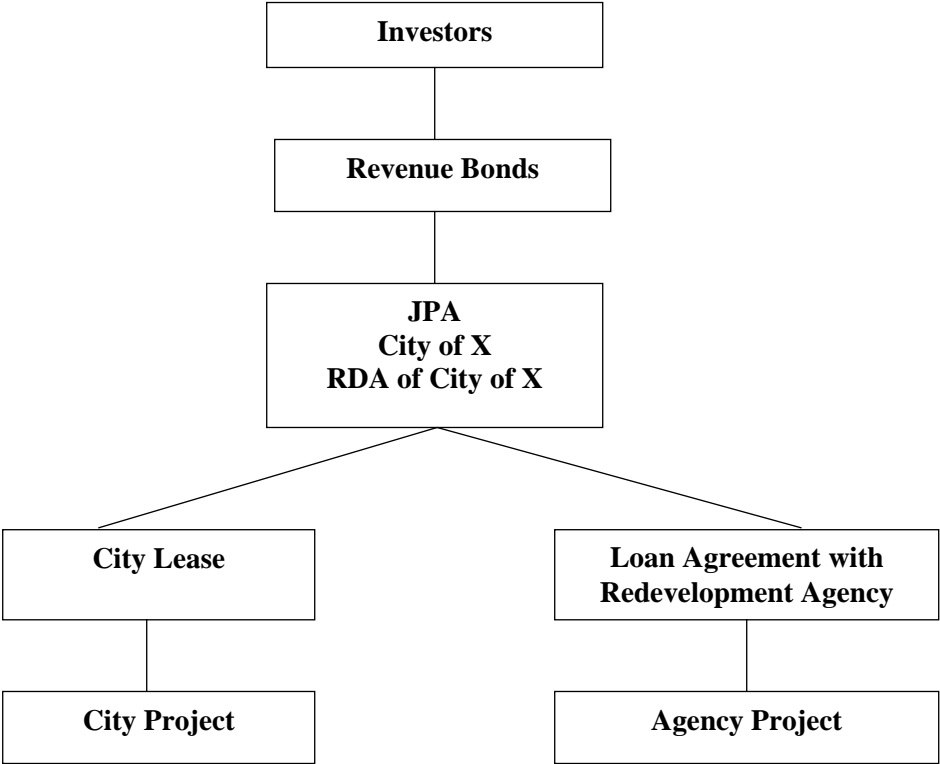 Investors
Revenue Bonds
JPA
City of X
RDA of City of X
City Lease
Loan Agreement with
Redevelopment Agency
City Project
Agency Project